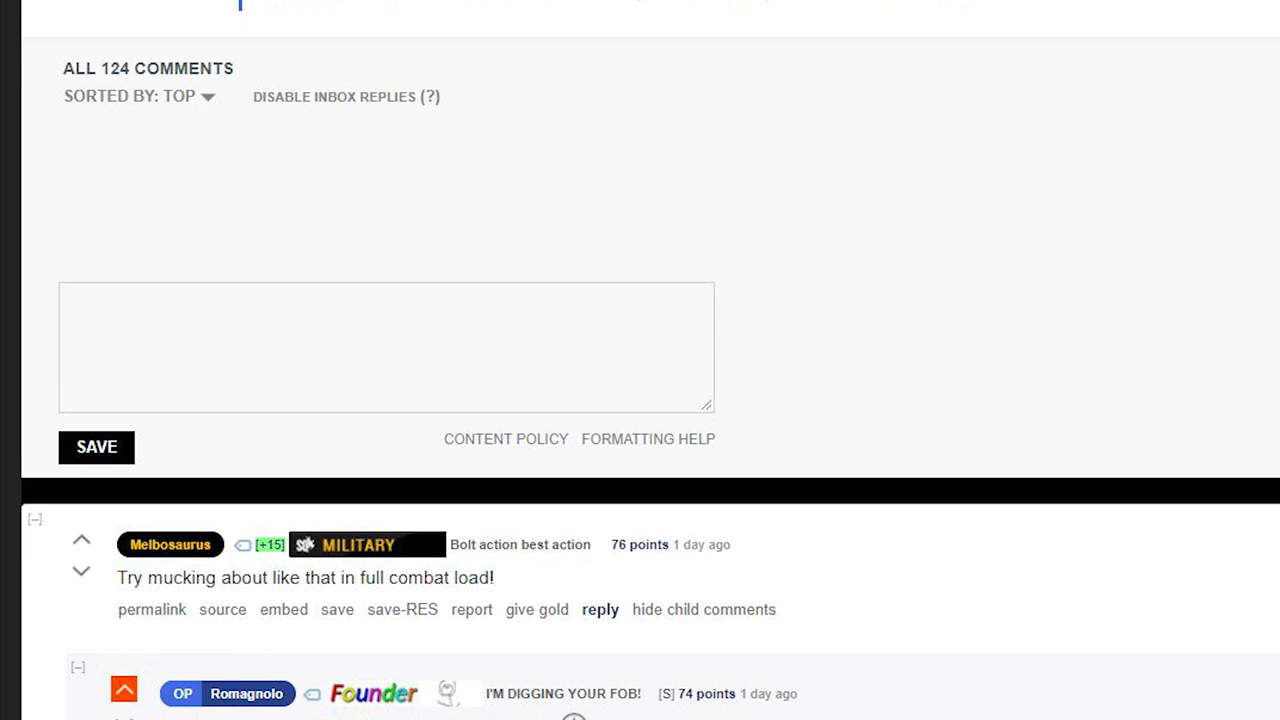 ALL 124 COMMENTS
SORTED BY: TOP DISABLE INBOX REPLIES (?)
SAVE CONTENT POLICY FORMATTING HELP
[–]
Melbosaurus [+15] MILITARY Bolt action best action 76 points 1 day ago
Try mucking about like that in full combat load!
permalink source embed save save-RES report give gold reply hide child comments
[–]
OP Romagnolo Founder I'M DIGGING YOUR FOB! [S] 74 points 1 day ago